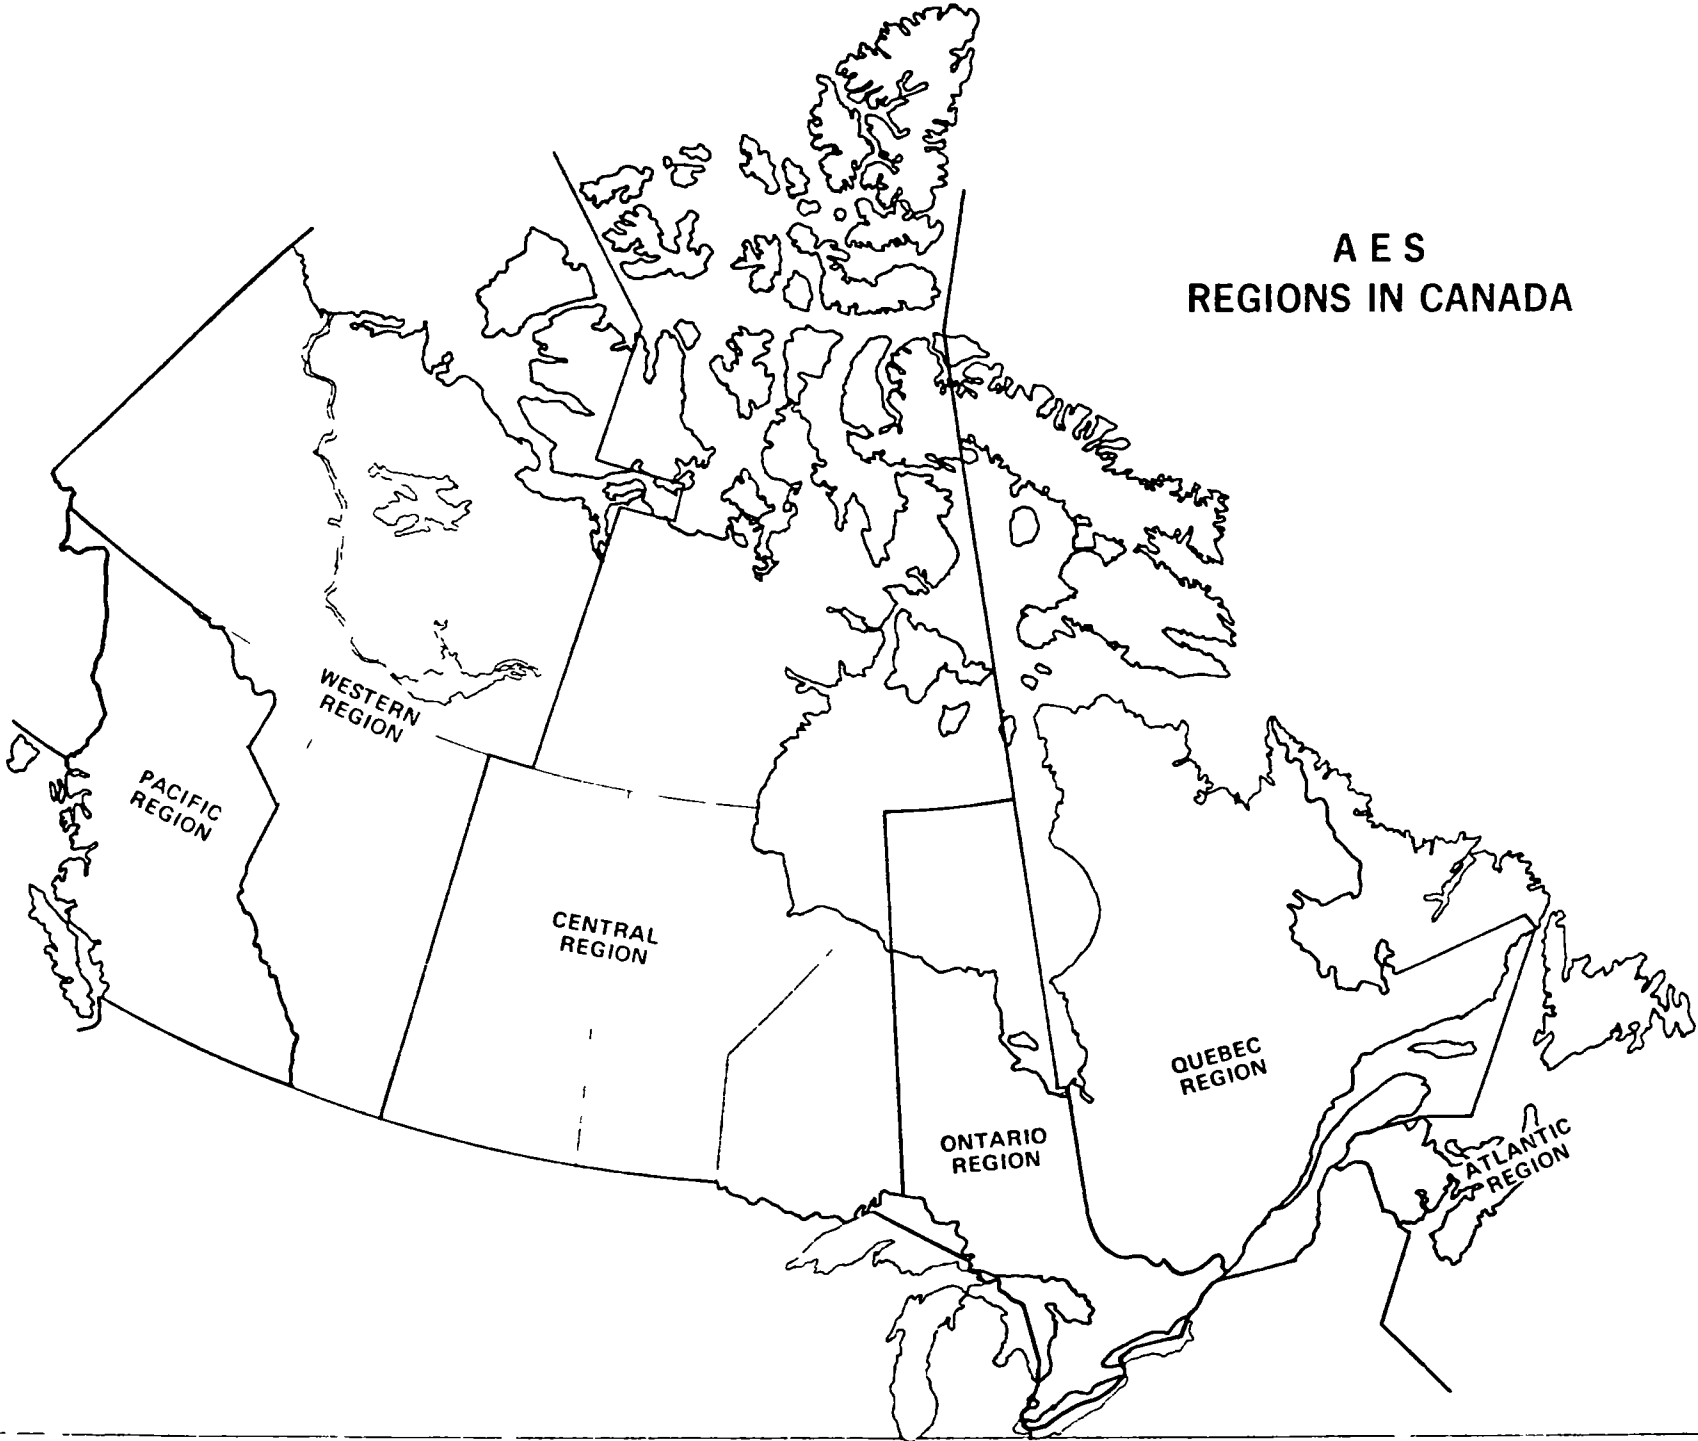 A E S
REGIONS IN CANADA
WESTERN
REGION
PACIFIC
REGION
CENTRAL
REGION
QUEBEC
REGION
ONTARIO
REGION
ATLANTIC
REGION